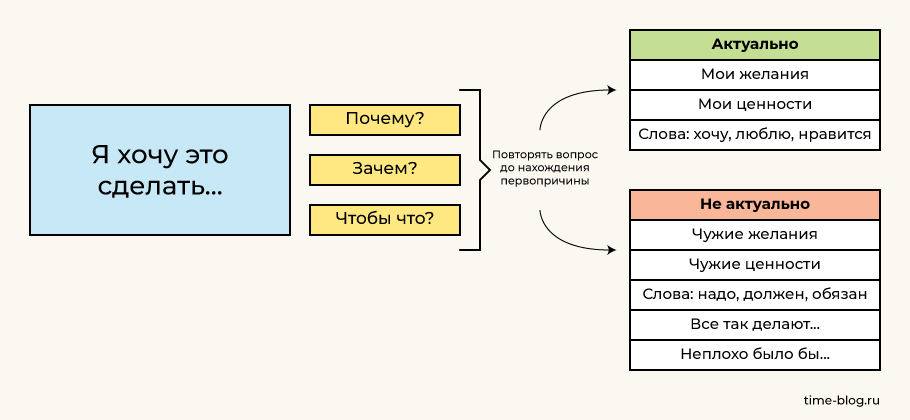 Я хочу это
сделать...
Почему?
Зачем?
Чтобы что?
Повторять вопрос
до нахождения
первопричины
Актуально
Мои желания
Мои ценности
Слова: хочу, люблю, нравится
Не актуально
Чужие желания
Чужие ценности
Слова: надо, должен, обязан
Все так делают...
Неплохо было бы...
time-blog.ru